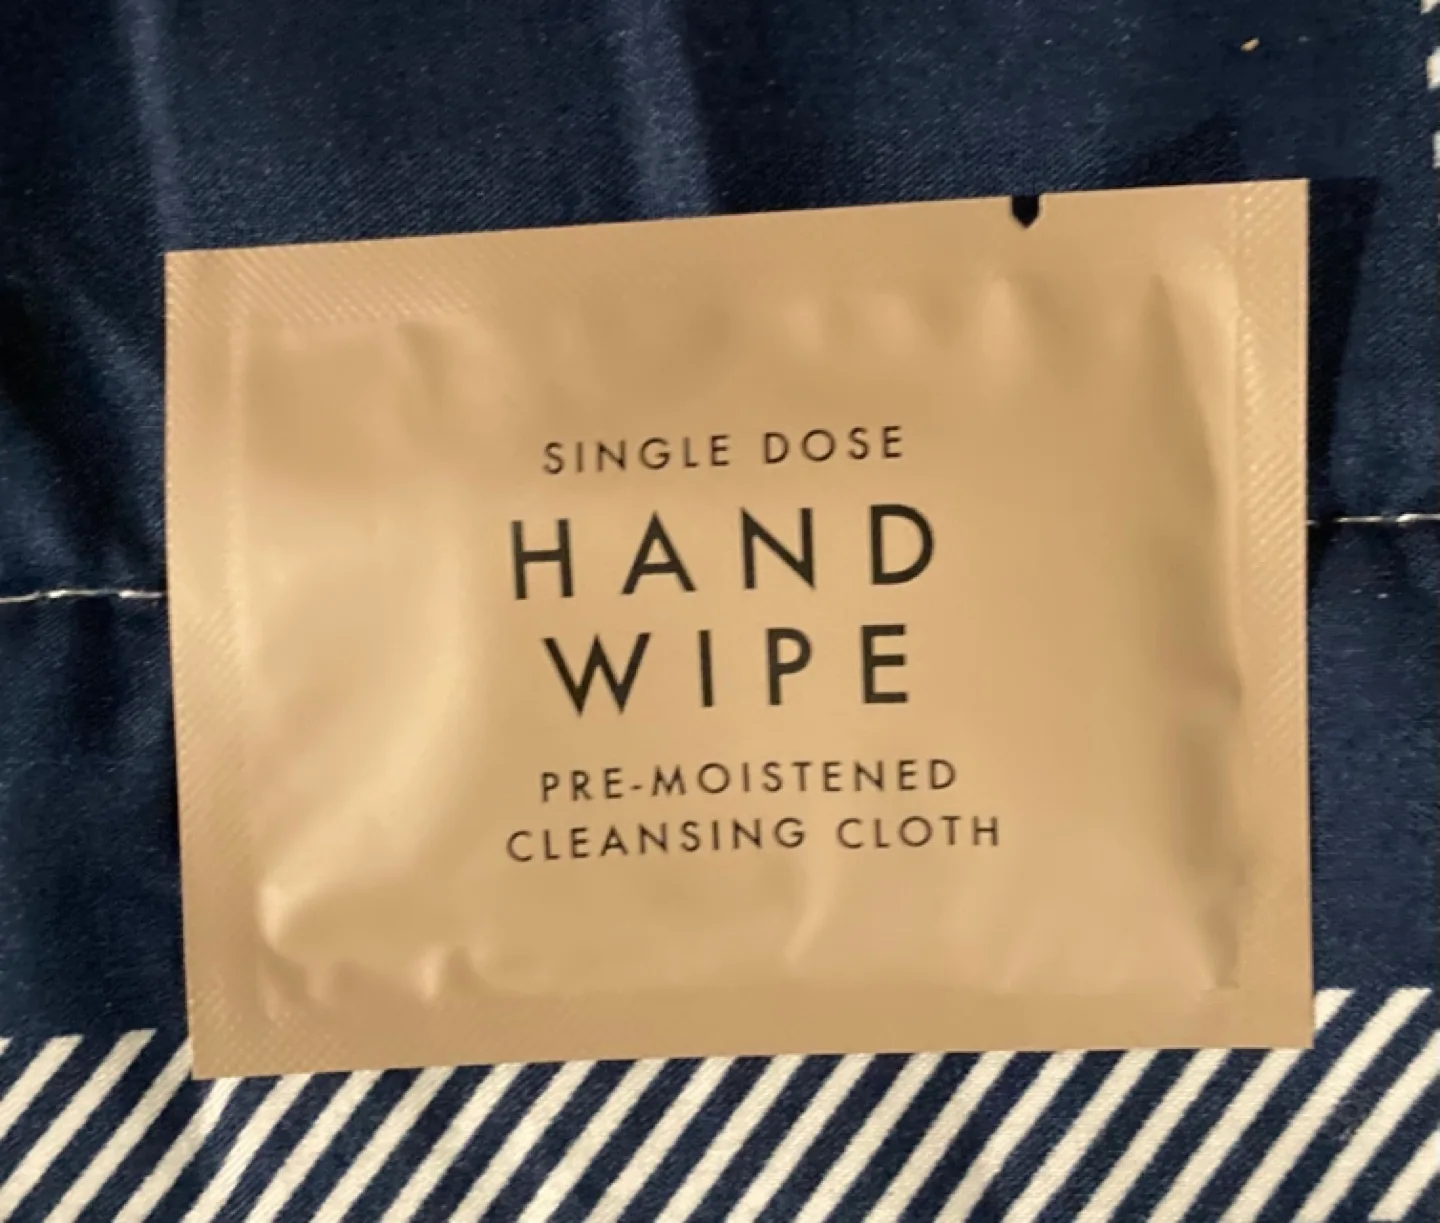 SINGLE DOSE
HAND
WIPE
PRE-MOISTENED
CLEANSING CLOTH